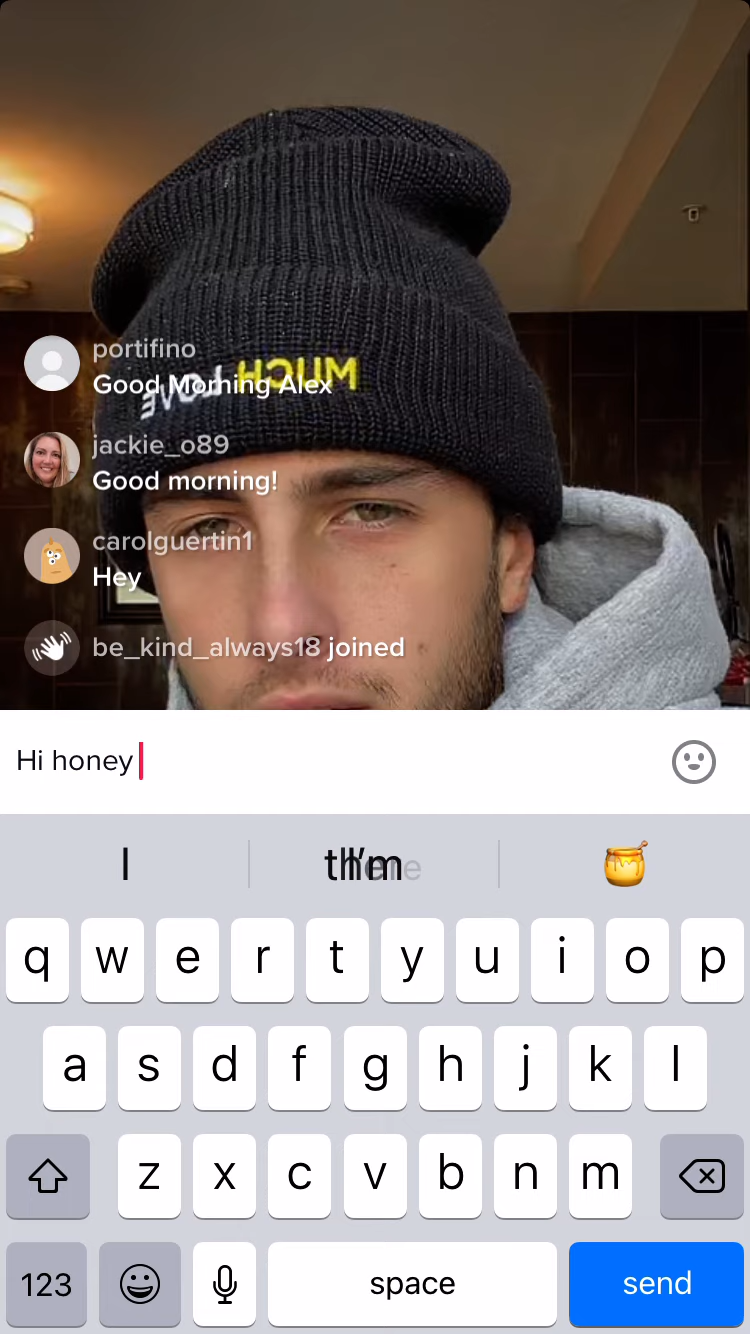 MUCH
LOVE
portifino
Good Morning Alex
jackie_o89
Good morning!
carolguertin1
Hey
be_kind_always18 joined
Hi honey
I
I'm
q w e r t y u i o p
a s d f g h j k l
z x c v b n m
123
space
send